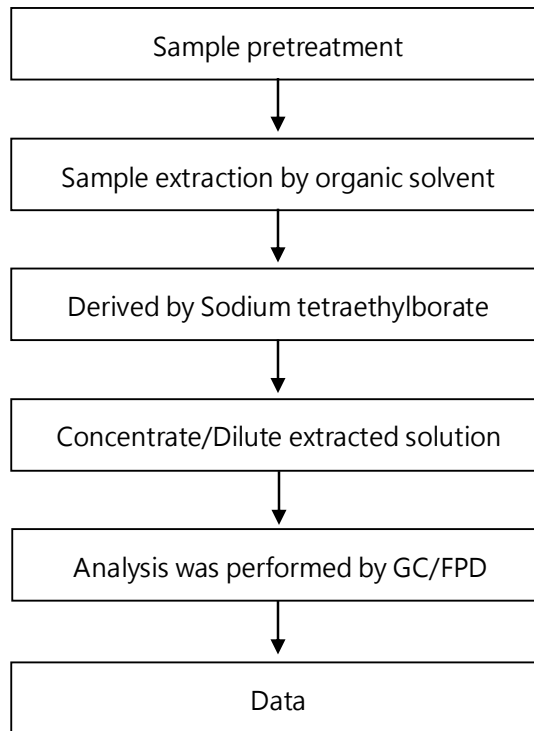 Sample pretreatment
Sample extraction by organic solvent
Derived by Sodium tetraethylborate
Concentrate/Dilute extracted solution
Analysis was performed by GC/FPD
Data